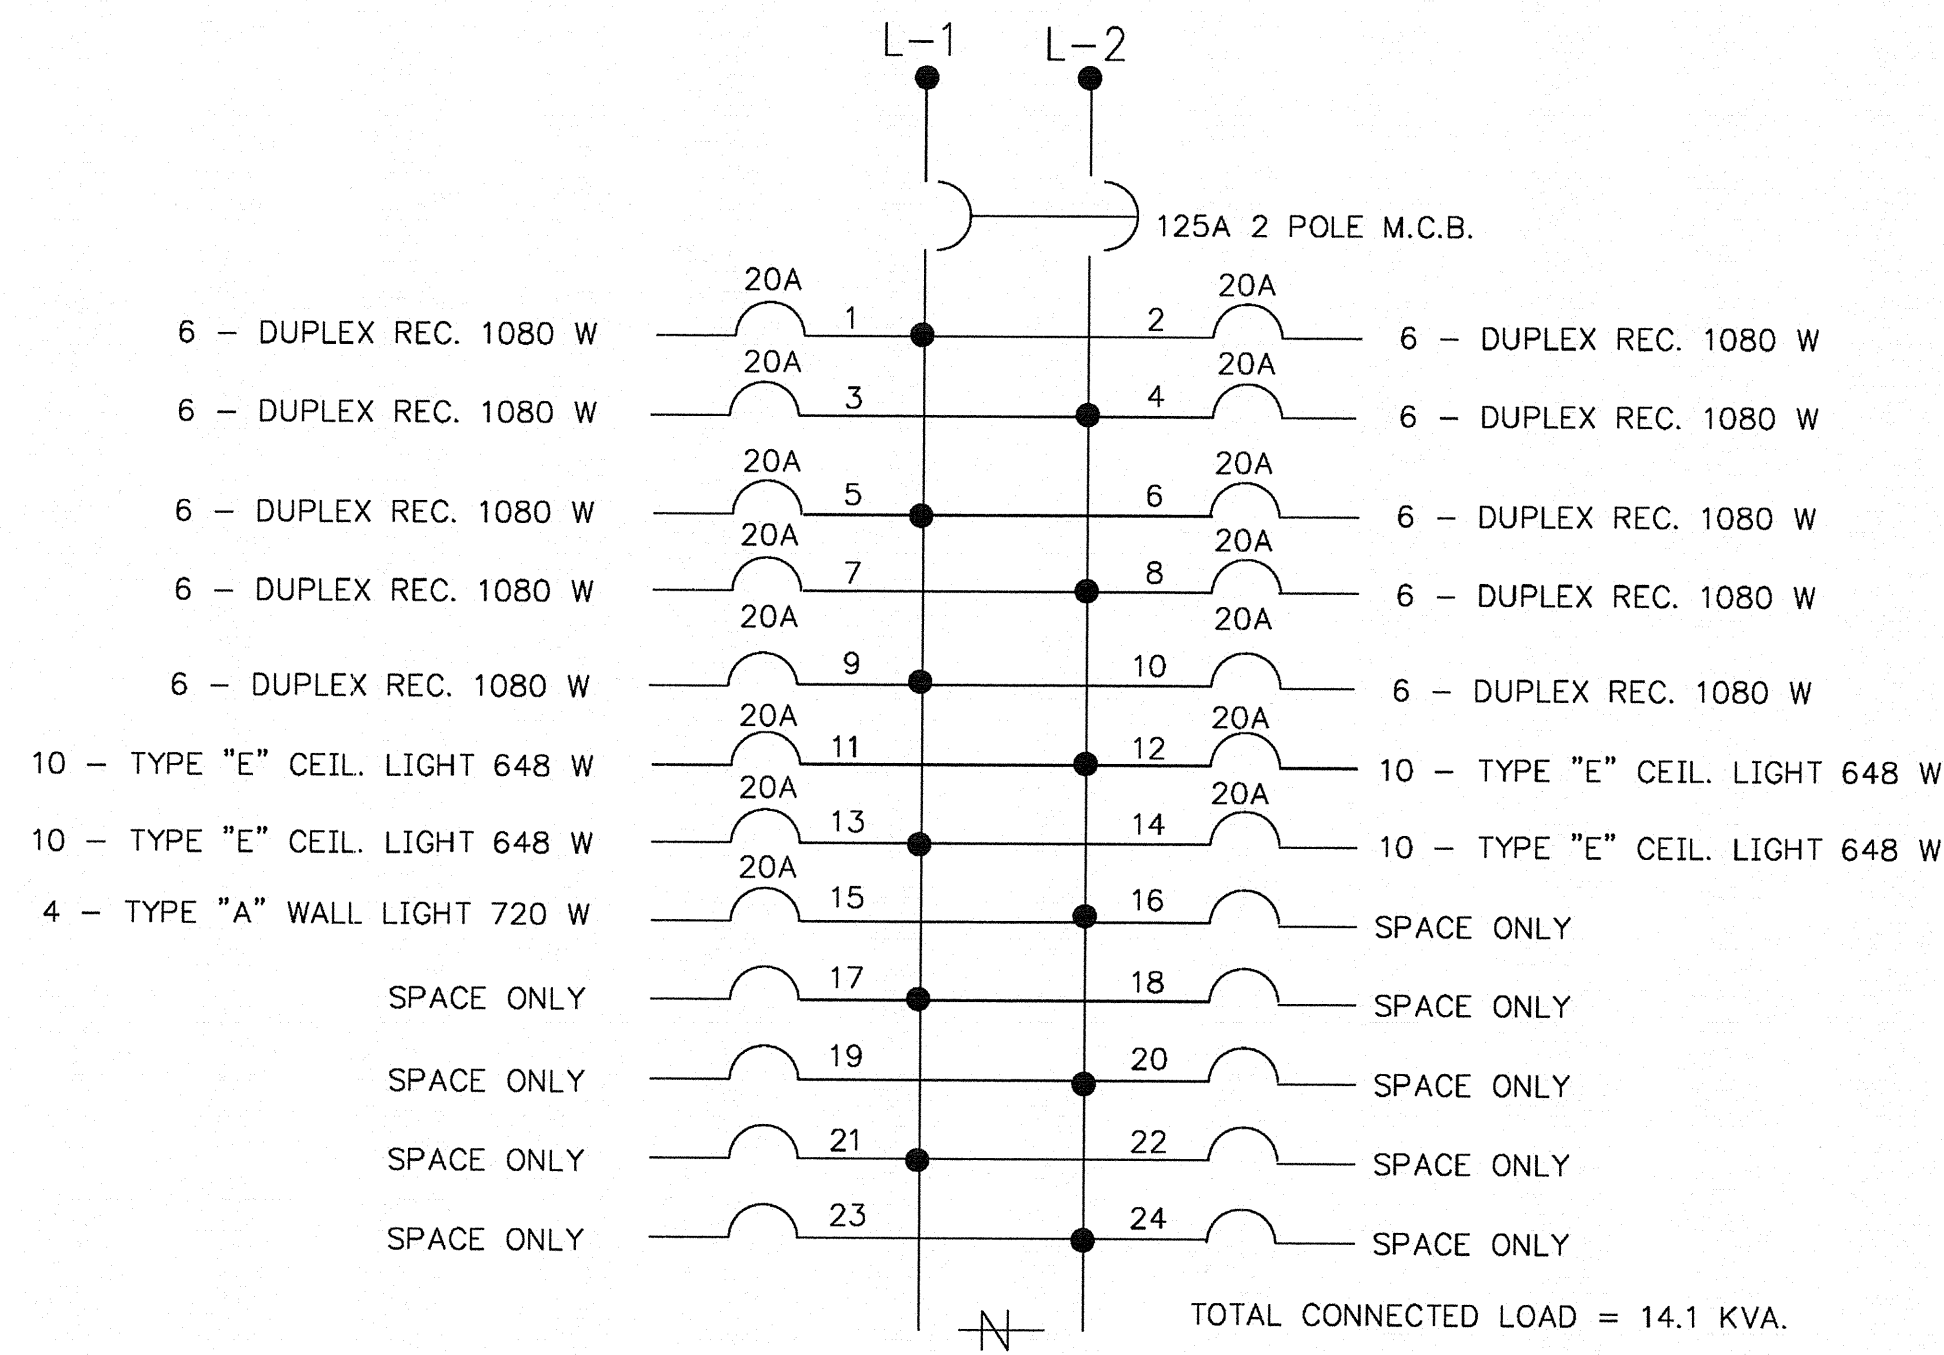 L-1 L-2
125A 2 POLE M.C.B.
20A 20A
6 - DUPLEX REC. 1080 W 1 2 6 - DUPLEX REC. 1080 W
20A 20A
6 - DUPLEX REC. 1080 W 3 4 6 - DUPLEX REC. 1080 W
20A 20A
6 - DUPLEX REC. 1080 W 5 6 6 - DUPLEX REC. 1080 W
20A 20A
6 - DUPLEX REC. 1080 W 7 8 6 - DUPLEX REC. 1080 W
20A 20A
6 - DUPLEX REC. 1080 W 9 10 6 - DUPLEX REC. 1080 W
20A 20A
10 - TYPE "E" CEIL. LIGHT 648 W 11 12 10 - TYPE "E" CEIL. LIGHT 648 W
20A 20A
10 - TYPE "E" CEIL. LIGHT 648 W 13 14 10 - TYPE "E" CEIL. LIGHT 648 W
20A
4 - TYPE "A" WALL LIGHT 720 W 15 16 SPACE ONLY
SPACE ONLY 17 18 SPACE ONLY
SPACE ONLY 19 20 SPACE ONLY
SPACE ONLY 21 22 SPACE ONLY
SPACE ONLY 23 24 SPACE ONLY
N TOTAL CONNECTED LOAD = 14.1 KVA.